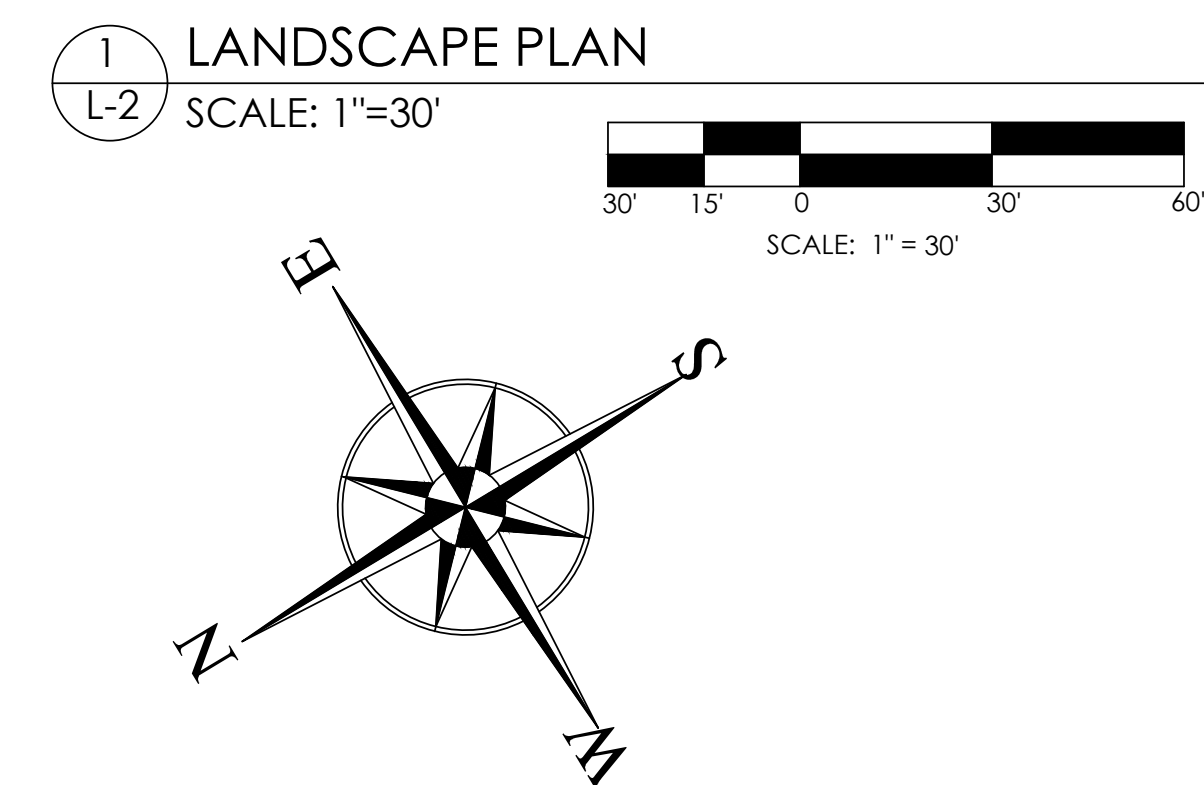 1
LANDSCAPE PLAN
L-2
SCALE: 1"=30'
30' 15' 0 30' 60'
SCALE: 1" = 30'
E
S
N
W